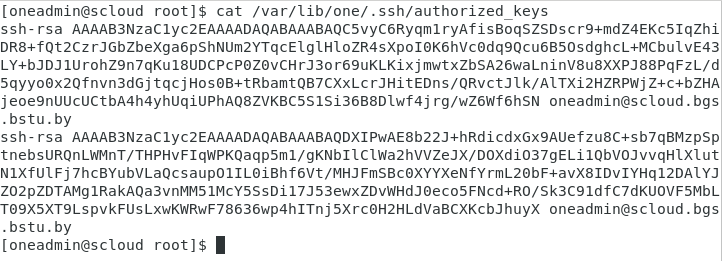 [oneadmin@scloud root]$ cat /var/lib/one/.ssh/authorized_keys
ssh-rsa AAAAB3NzaC1yc2EAAAADAQABAAABAQC5vyC6Ryqm1ryAfisBoqSZSDscr9+mdZ4EKc5IqZhi
DR8+fQt2CzrJGbZbeXga6pShNUm2YTqcElglHloZR4sXpoI0K6hVc0dq9Qcu6B5OsdghcL+MCbulvE43
LY+bJDJ1UrohZ9n7qKu18UDCPcP0Z0vCHrJ3or69uKLKixjmwtxZbSA26waLninV8u8XXPJ88PqFzL/d
5qyyo0x2Qfnvn3dGjtqcjHos0B+tRbamtQB7CXxLcrJHitEDns/QRvctJlk/AlTXi2HZRPWjZ+c+bZHA
jeoe9nUUcUCtbA4h4yhUqiUPhAQ8ZVKBC5S1Si36B8Dlwf4jrg/wZ6Wf6hSN oneadmin@scloud.bgs
.bstu.by
ssh-rsa AAAAB3NzaC1yc2EAAAADAQABAAABAQDXIPwAE8b22J+hRdicdxGx9AUefzu8C+sb7qBMzpSp
tnebsURQnLWMnT/THPHvFIqWPKQaqp5m1/gKNbIlClWa2hVVZeJX/DOXdiO37gELi1QbVOJvvqHlXlut
N1XfUlFj7hcBYubVLaQcsaupO1IL0iBhf6Vt/MHJFmSBc0XYYXeNfYrmL20bF+avX8IDvIYHq12DAlYJ
ZO2pZDTAMg1RakAQa3vnMM51McY5SsDi17J53ewxZDvWHdJ0eco5FNcd+RO/Sk3C91dfC7dKUOVF5MbL
T09X5XT9LspvkFUsLxwKWRwF78636wp4hITnj5Xrc0H2HLdVaBCXKcbJhuyX oneadmin@scloud.bgs
.bstu.by
[oneadmin@scloud root]$